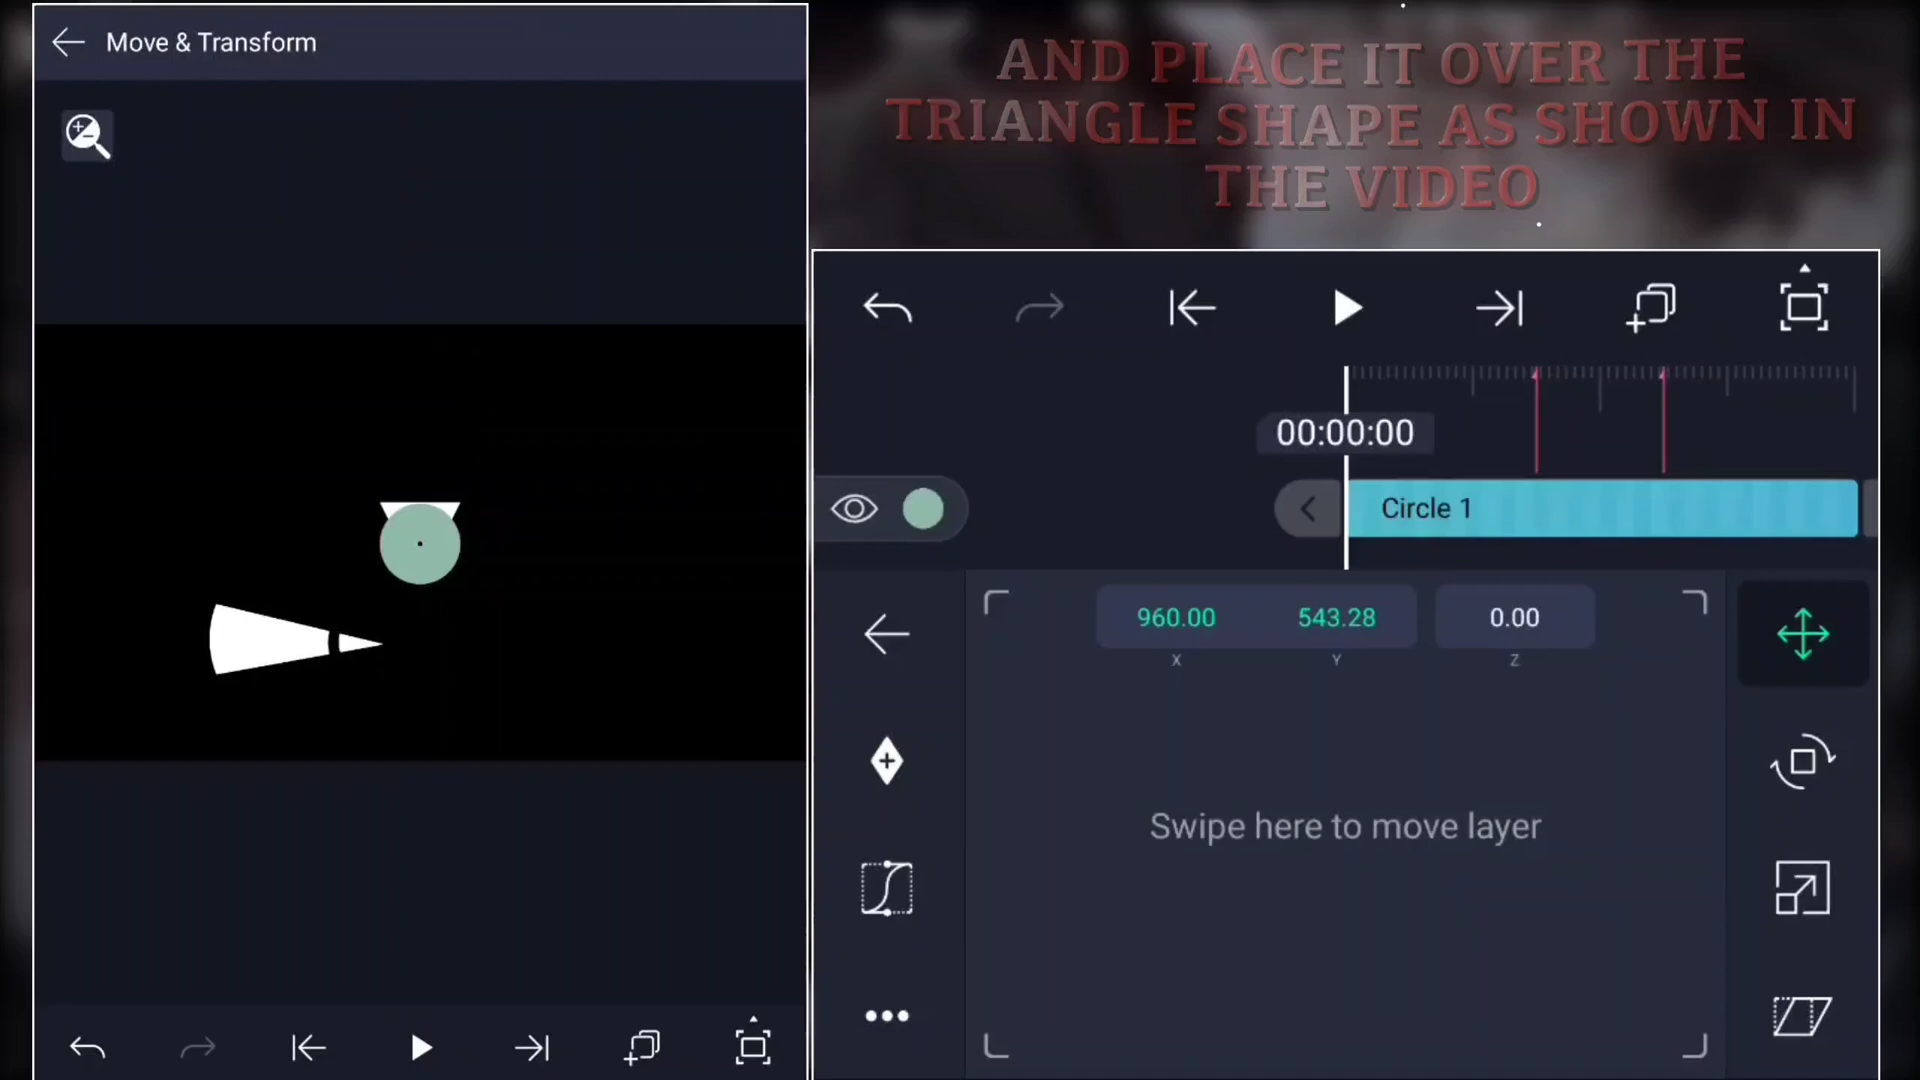 Move & Transform
AND PLACE IT OVER THE
TRIANGLE SHAPE AS SHOWN IN
THE VIDEO
00:00:00
Circle 1
960.00 543.28 0.00
X Y Z
Swipe here to move layer